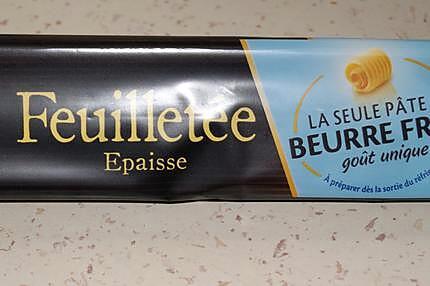 Feuilletée
Epaisse
LA SEULE PÂTE
BEURRE FR
goût unique
À préparer dès la sortie du réfri